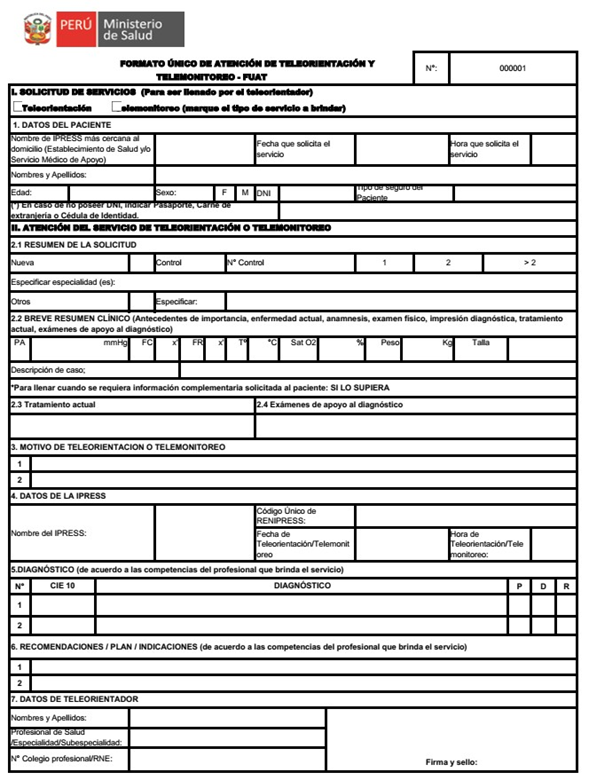 PERÚ Ministerio
de Salud
FORMATO ÚNICO DE ATENCIÓN DE TELEORIENTACIÓN Y
TELEMONITOREO - FUAT
N°: 000001
I. SOLICITUD DE SERVICIOS (Para ser llenado por el teleorientador)
Teleorientación elemonitoreo (marque el tipo de servicio a brindar)
1. DATOS DEL PACIENTE
Nombre de IPRESS más cercana al
domicilio (Establecimiento de Salud y/o
Servicio Médico de Apoyo)
Fecha que solicita el
servicio
Hora que solicita el
servicio
Nombres y Apellidos:
Edad: Sexo: F M DNI Tipo de seguro del
Paciente
(*) En caso de no poseer DNI, indicar Pasaporte, Carné de
extranjería o Cédula de Identidad.
II. ATENCIÓN DEL SERVICIO DE TELEORIENTACIÓN O TELEMONITOREO
2.1 RESUMEN DE LA SOLICITUD
Nueva Control N° Control 1 2 > 2
Especificar especialidad (es):
Otros Especificar:
2.2 BREVE RESUMEN CLÍNICO (Antecedentes de importancia, enfermedad actual, anamnesis, examen físico, impresión diagnóstica, tratamiento
actual, exámenes de apoyo al diagnóstico)
PA mmHg FC x' FR x' Tº °C Sat O2 % Peso Kg Talla
Descripción de caso;
*Para llenar cuando se requiera información complementaria solicitada al paciente: SI LO SUPIERA
2.3 Tratamiento actual 2.4 Exámenes de apoyo al diagnóstico
3. MOTIVO DE TELEORIENTACION O TELEMONITOREO
1
2
4. DATOS DE LA IPRESS
Nombre del IPRESS:
Código Único de
RENIPRESS:
Fecha de
Teleorientación/Telemonit
oreo
Hora de
Teleorientación/Tele
monitoreo:
5.DIAGNÓSTICO (de acuerdo a las competencias del profesional que brinda el servicio)
N° CIE 10 DIAGNÓSTICO P D R
1
2
6. RECOMENDACIONES / PLAN / INDICACIONES (de acuerdo a las competencias del profesional que brinda el servicio)
1
2
7. DATOS DE TELEORIENTADOR
Nombres y Apellidos:
Profesional de Salud
/Especialidad/Subespecialidad:
N° Colegio profesional/RNE:
Firma y sello: